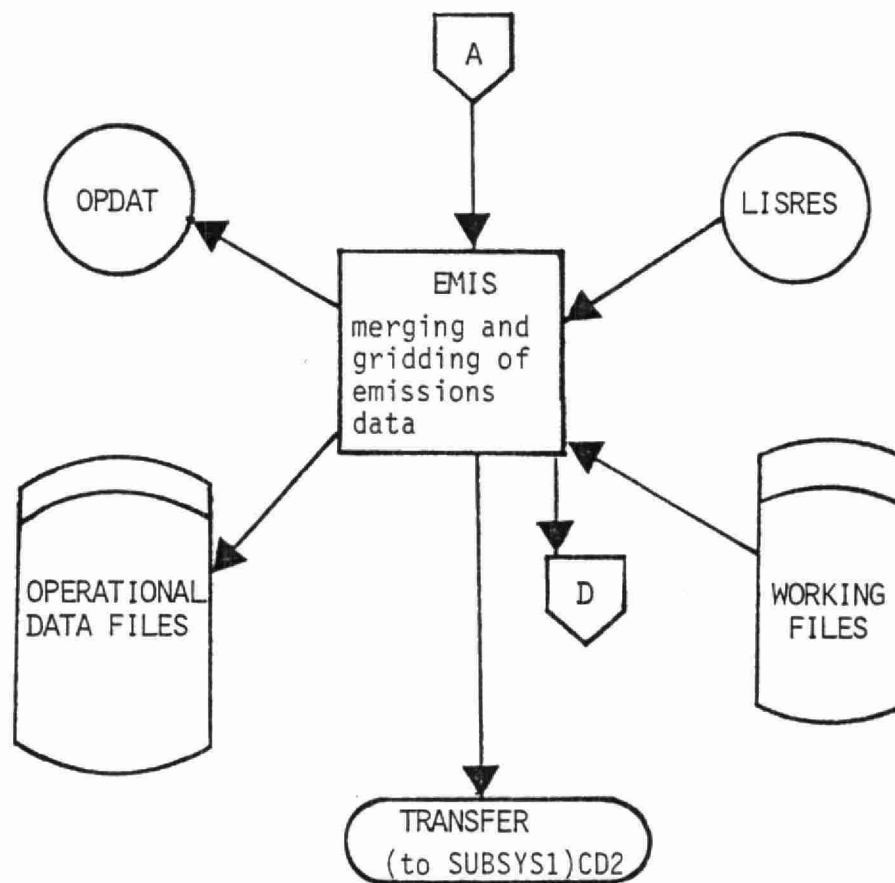 A
OPDAT
LISRES
EMIS
merging and
gridding of
emissions
data
OPERATIONAL
DATA FILES
D
WORKING
FILES
TRANSFER
(to SUBSYS1)CD2